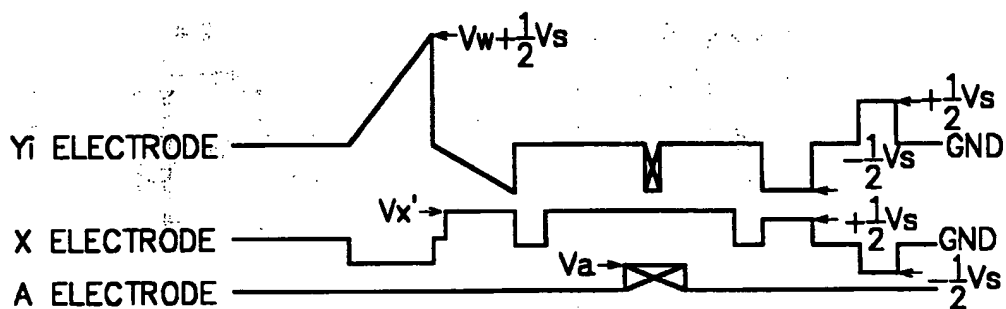 Vw+1/2Vs
+1/2Vs
Yi ELECTRODE
GND
-1/2Vs
Vx'
+1/2Vs
X ELECTRODE
GND
Va
-1/2Vs
A ELECTRODE